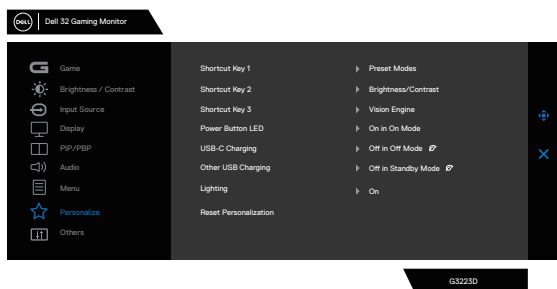 DELL Dell 32 Gaming Monitor
Game
Brightness / Contrast
Input Source
Display
PIP/PBP
Audio
Menu
Personalize
Others
Shortcut Key 1 Preset Modes
Shortcut Key 2 Brightness/Contrast
Shortcut Key 3 Vision Engine
Power Button LED On in On Mode
USB-C Charging Off in Off Mode
Other USB Charging Off in Standby Mode
Lighting On
Reset Personalization
G3223D